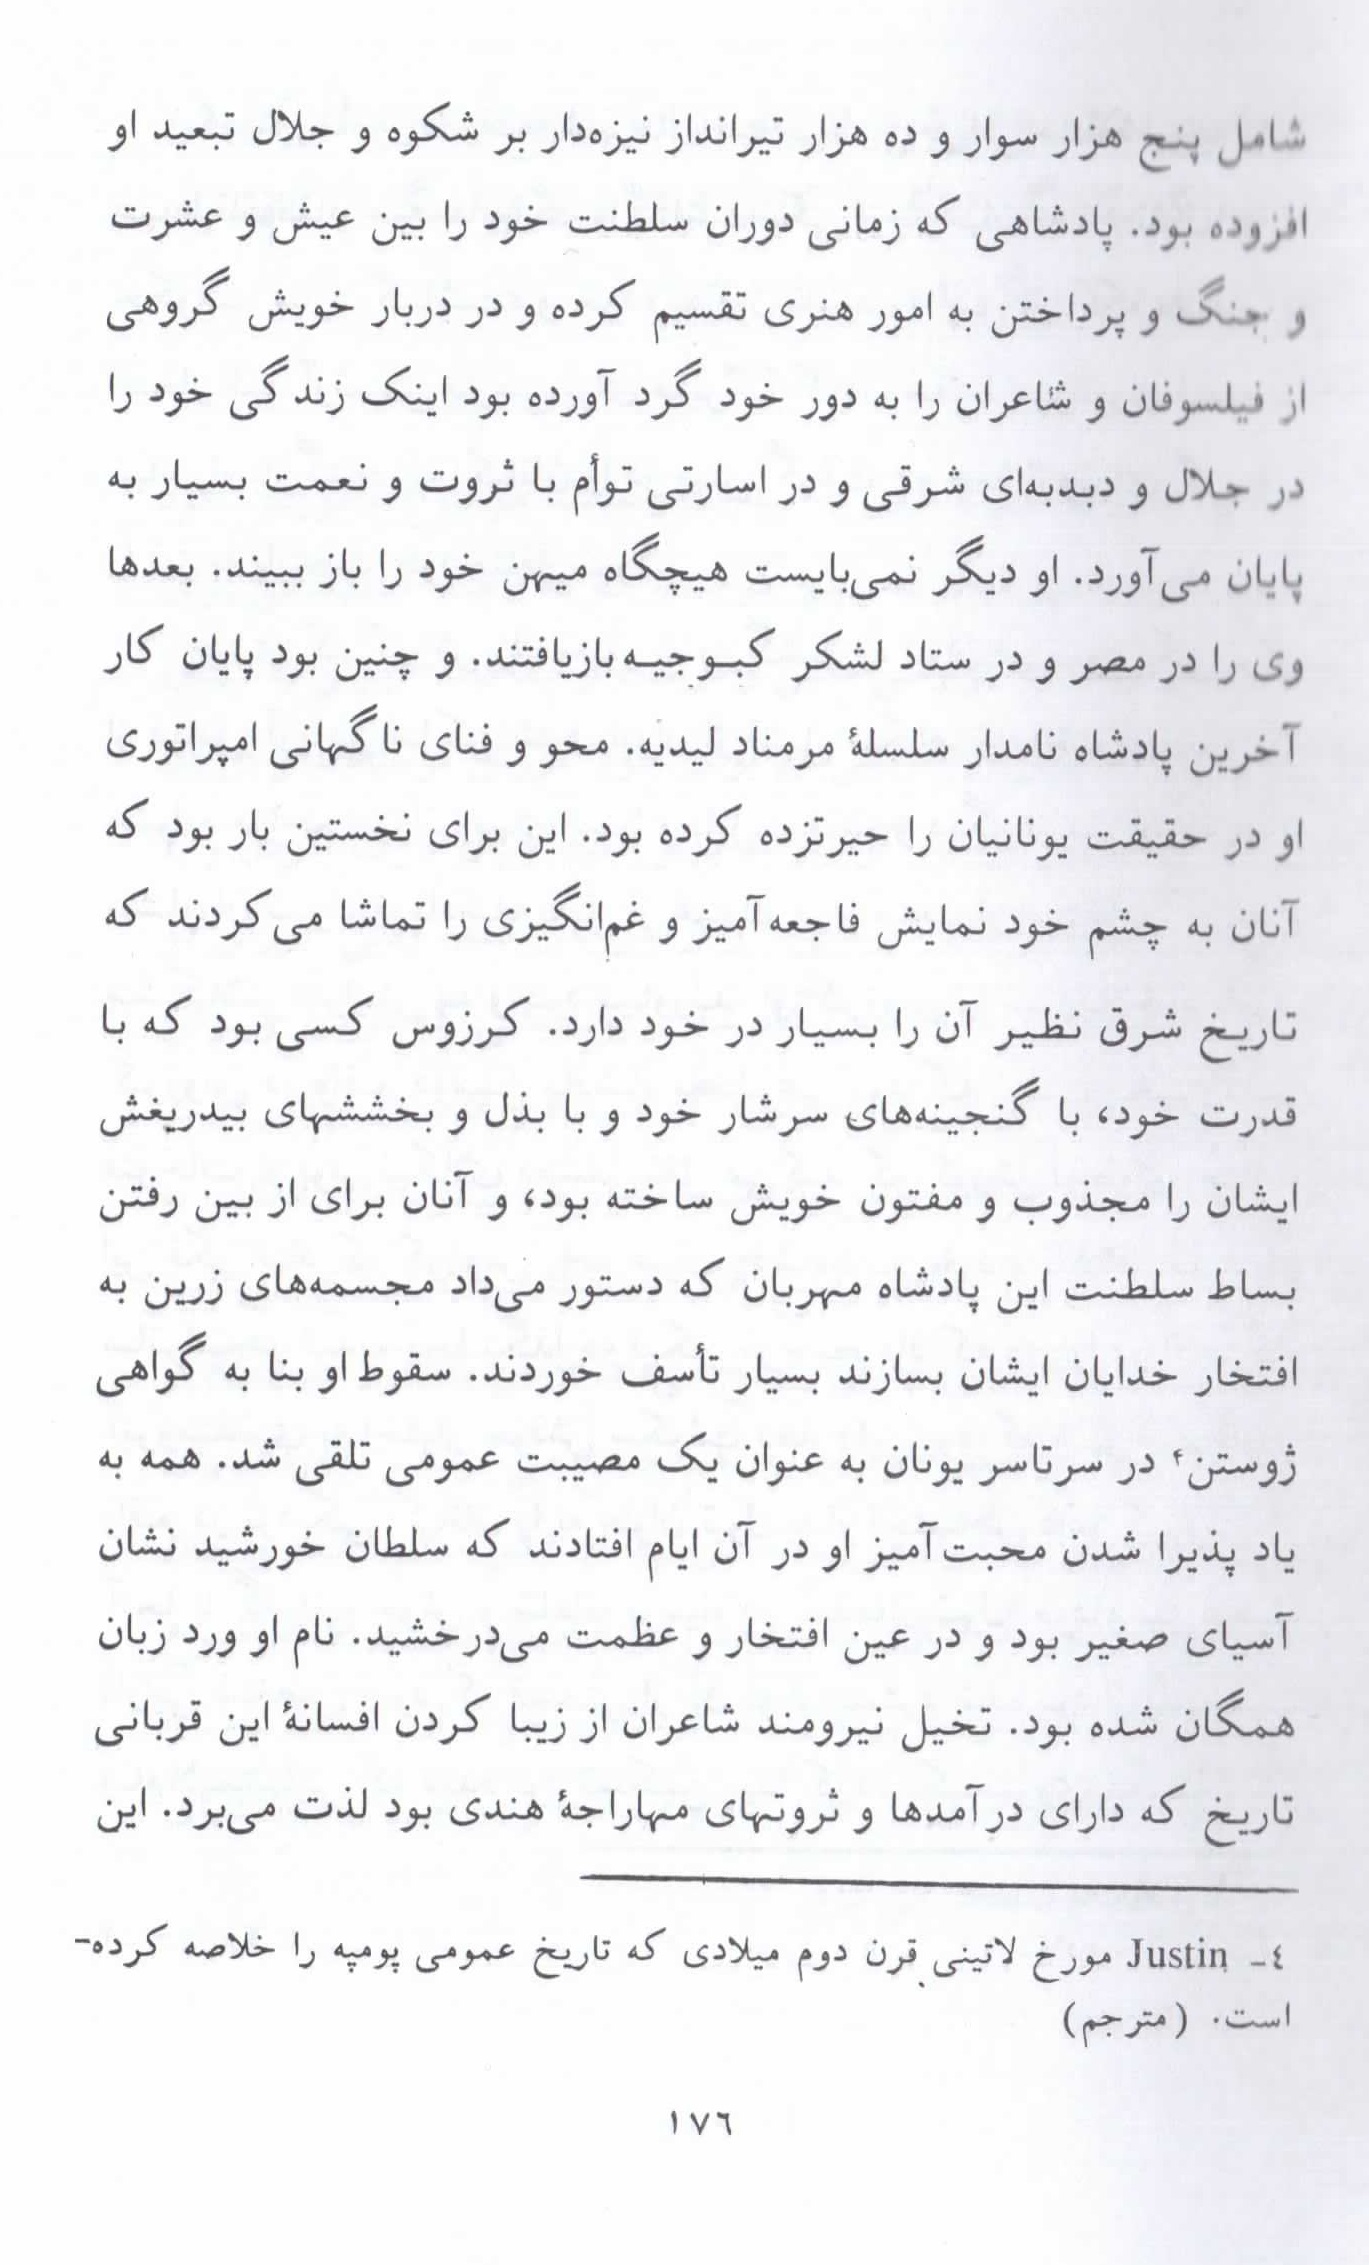 شامل پنج هزار سوار و ده هزار تیرانداز نیزه‌دار بر شکوه و جلال تبعید او
افزوده بود. پادشاهی که زمانی دوران سلطنت خود را بین عیش و عشرت
و جنگ و پرداختن به امور هنری تقسیم کرده و در دربار خویش گروهی
از فیلسوفان و شاعران را به دور خود گرد آورده بود اینک زندگی خود را
در جلال و دبدبه‌ای شرقی و در اسارتی توأم با ثروت و نعمت بسیار به
پایان می‌آورد. او دیگر نمی‌بایست هیچگاه میهن خود را باز ببیند. بعدها
وی را در مصر و در ستاد لشکر کبوجیه بازیافتند. و چنین بود پایان کار
آخرین پادشاه نامدار سلسلهٔ مرمناد لیدیه. محو و فنای ناگهانی امپراتوری
او در حقیقت یونانیان را حیرتزده کرده بود. این برای نخستین بار بود که
آنان به چشم خود نمایش فاجعه‌آمیز و غم‌انگیزی را تماشا می‌کردند که
تاریخ شرق نظیر آن را بسیار در خود دارد. کرزوس کسی بود که با
قدرت خود، با گنجینه‌های سرشار خود و با بذل و بخششهای بیدریغش
ایشان را مجذوب و مفتون خویش ساخته بود، و آنان برای از بین رفتن
بساط سلطنت این پادشاه مهربان که دستور می‌داد مجسمه‌های زرین به
افتخار خدایان ایشان بسازند بسیار تأسف خوردند. سقوط او بنا به گواهی
ژوستن⁴ در سرتاسر یونان به عنوان یک مصیبت عمومی تلقی شد. همه به
یاد پذیرا شدن محبت‌آمیز او در آن ایام افتادند که سلطان خورشید نشان
آسیای صغیر بود و در عین افتخار و عظمت می‌درخشید. نام او ورد زبان
همگان شده بود. تخیل نیرومند شاعران از زیبا کردن افسانهٔ این قربانی
تاریخ که دارای درآمدها و ثروتهای مهاراجهٔ هندی بود لذت می‌برد. این
٤ـ Justin مورخ لاتینی قرن دوم میلادی که تاریخ عمومی پومپه را خلاصه کرده-
است. (مترجم)
١٧٦